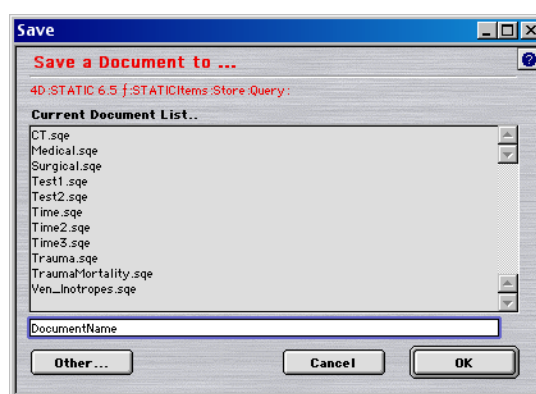 Save
Save a Document to ...
4D:STATIC 6.5 ƒ:STATICItems:Store:Query:
Current Document List..
CT.sqe
Medical.sqe
Surgical.sqe
Test1.sqe
Test2.sqe
Time.sqe
Time2.sqe
Time3.sqe
Trauma.sqe
TraumaMortality.sqe
Ven_Inotropes.sqe
DocumentName
Other... Cancel OK